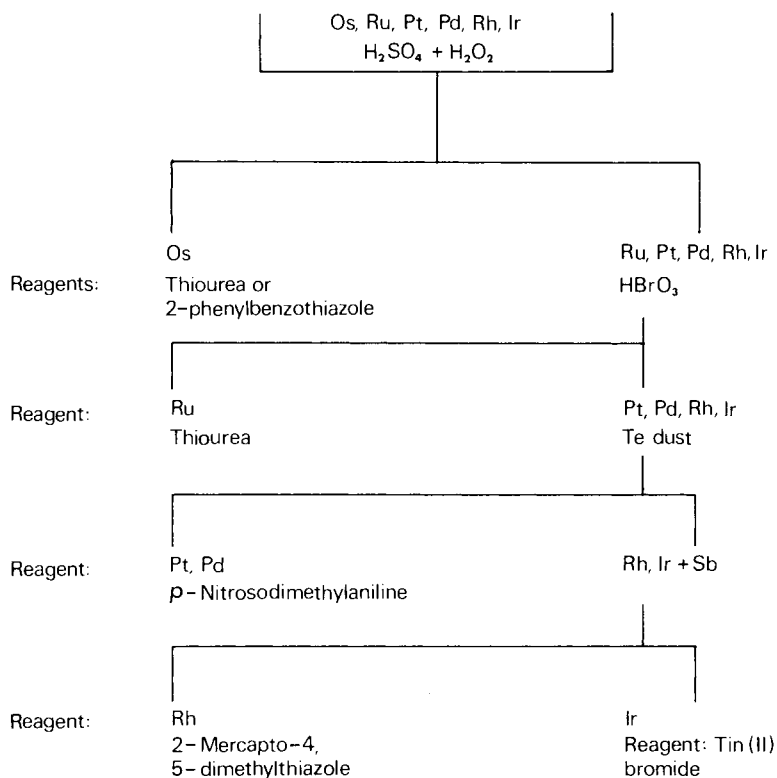 Os, Ru, Pt, Pd, Rh, Ir
H₂SO₄ + H₂O₂
Os
Ru, Pt, Pd, Rh, Ir
Reagents:
Thiourea or
2-phenylbenzothiazole
HBrO₃
Reagent:
Ru
Thiourea
Pt, Pd, Rh, Ir
Te dust
Reagent:
Pt, Pd
p-Nitrosodimethylaniline
Rh, Ir + Sb
Reagent:
Rh
2-Mercapto-4,
5-dimethylthiazole
Ir
Reagent: Tin (II)
bromide